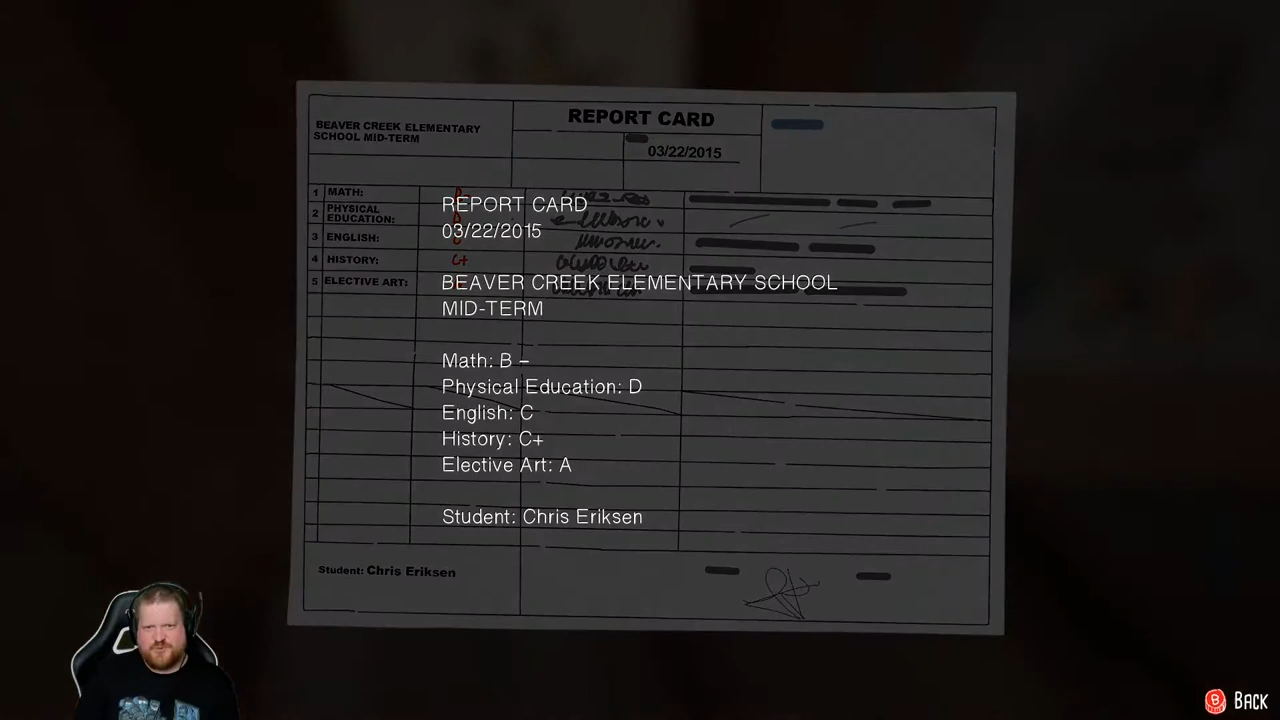 BEAVER CREEK ELEMENTARY
SCHOOL MID-TERM
REPORT CARD
03/22/2015
1 MATH:
2 PHYSICAL
EDUCATION:
3 ENGLISH:
4 HISTORY: C+
5 ELECTIVE ART:
Student: Chris Eriksen
REPORT CARD
03/22/2015
BEAVER CREEK ELEMENTARY SCHOOL
MID-TERM
Math: B –
Physical Education: D
English: C
History: C+
Elective Art: A
Student: Chris Eriksen
B BACK